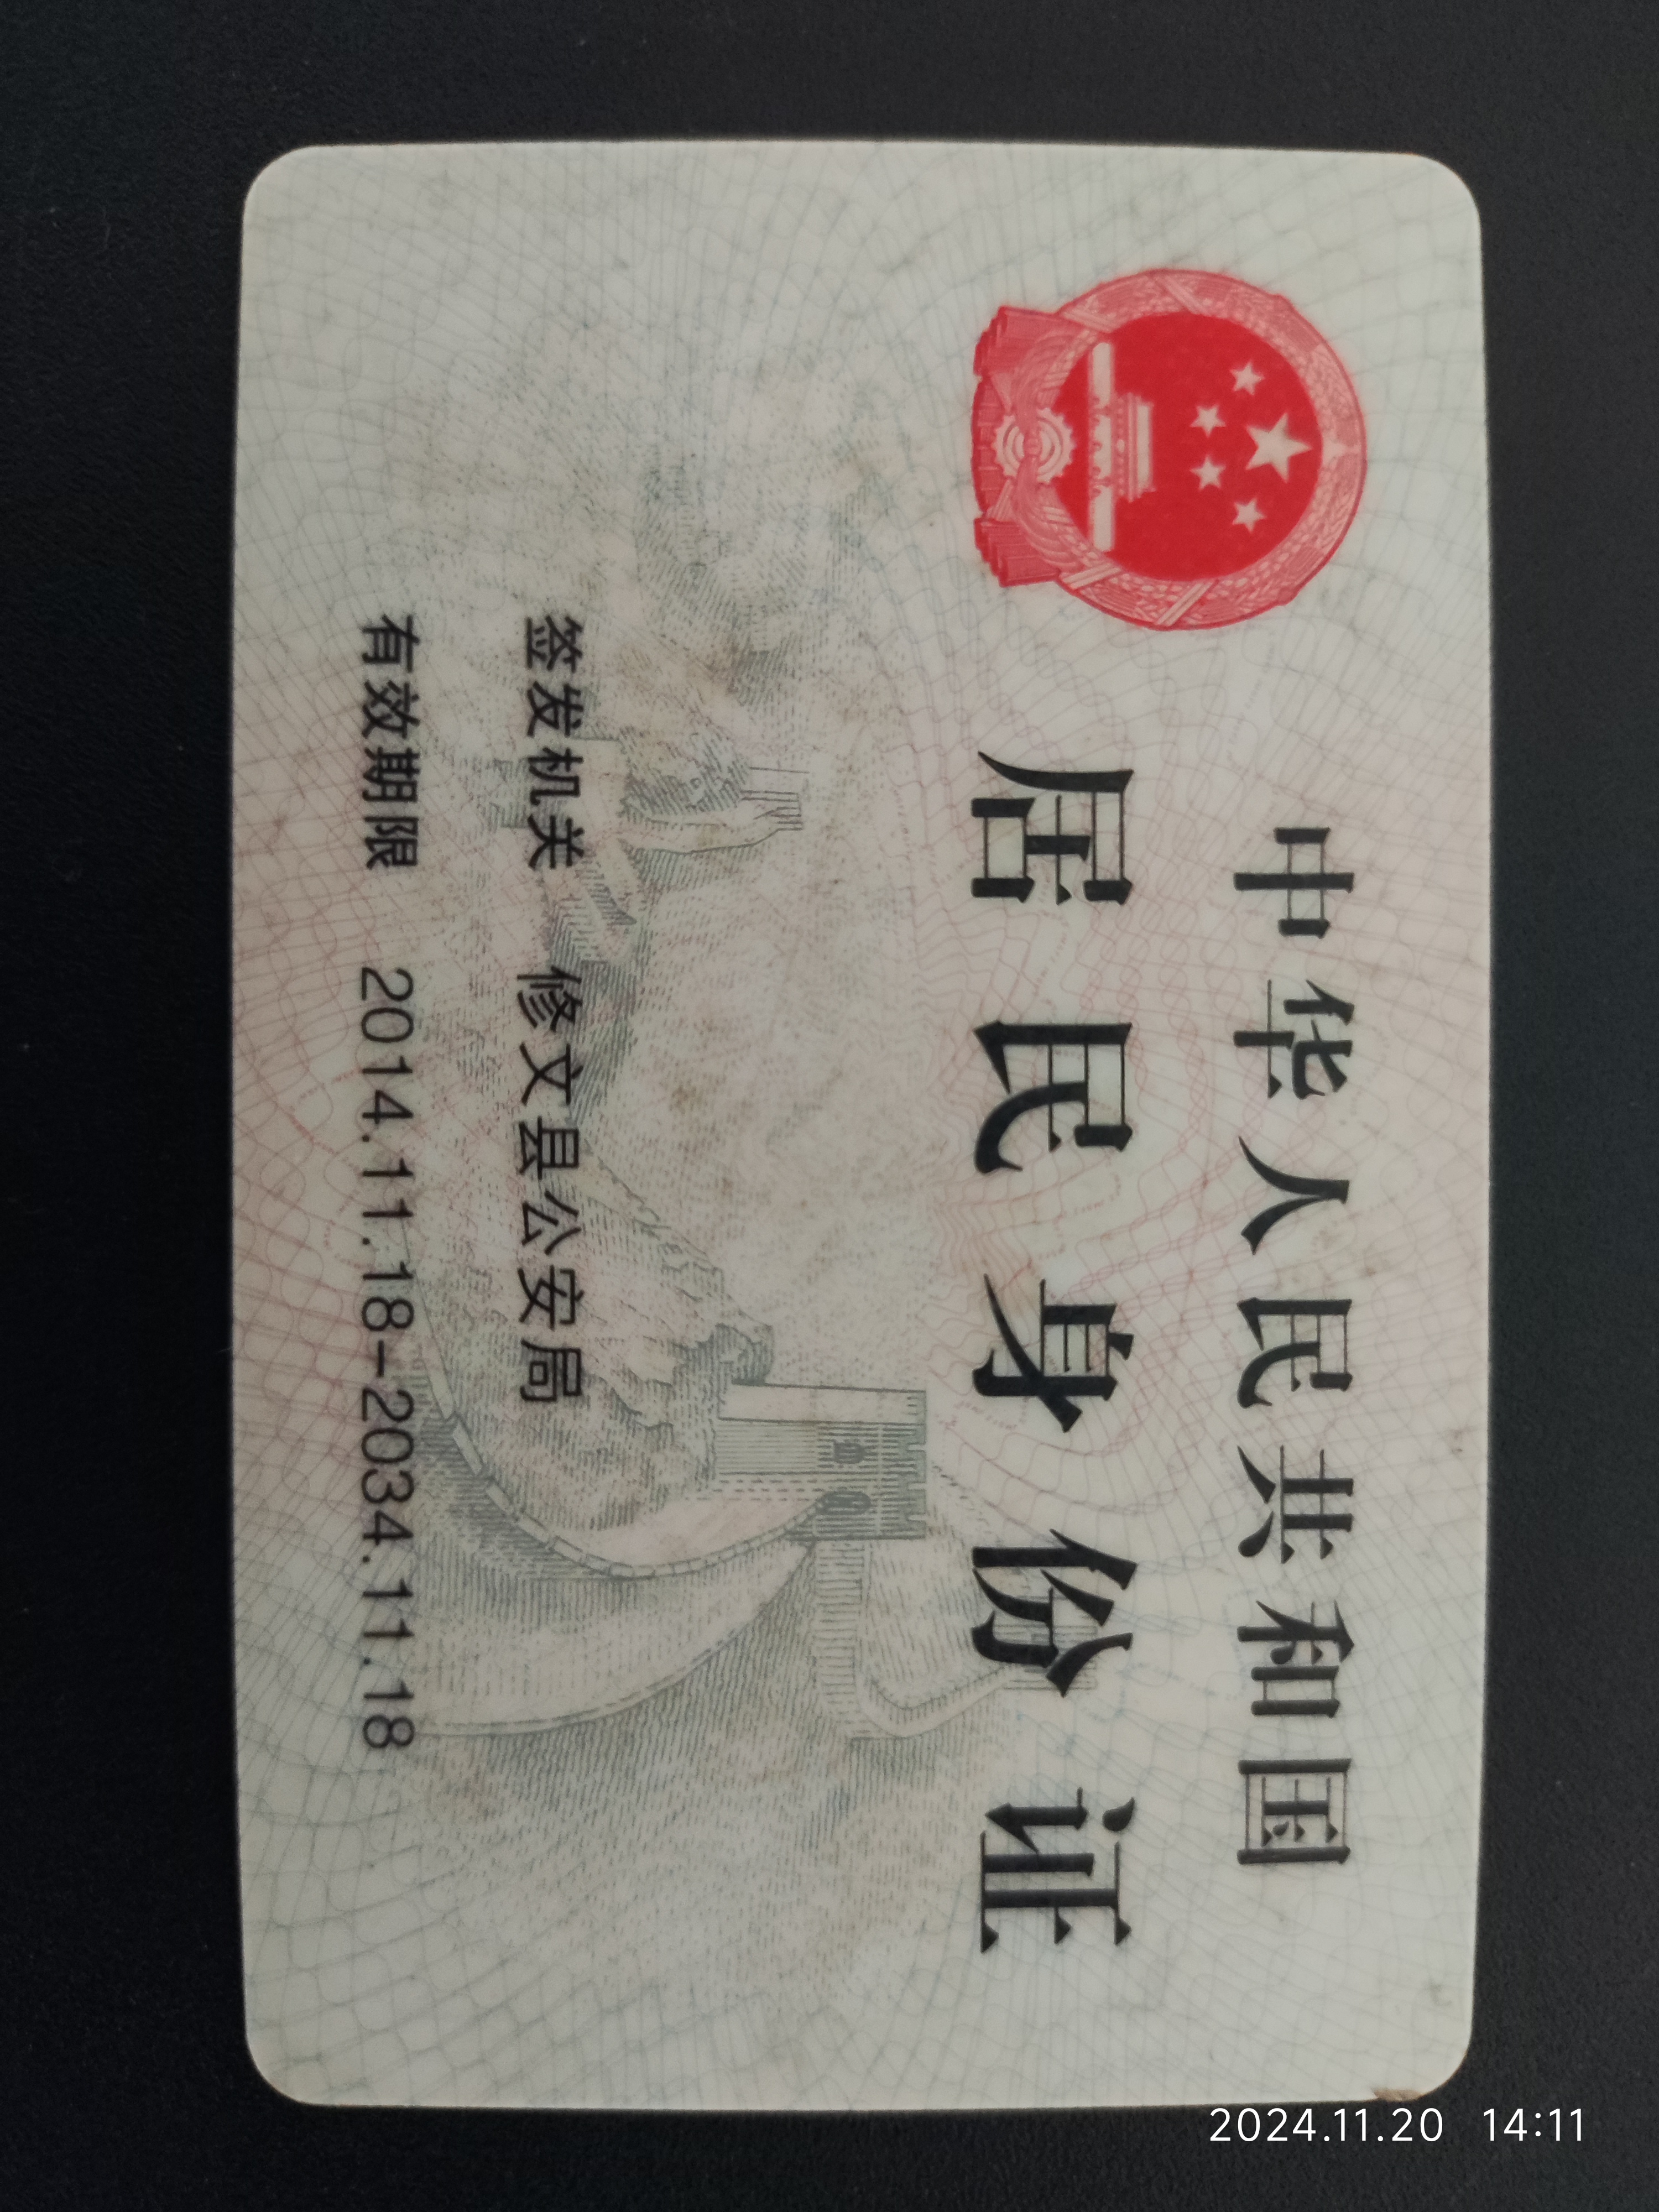 中华人民共和国
居民身份证
签发机关 修文县公安局
有效期限 2014.11.18-2034.11.18
2024.11.20 14:11